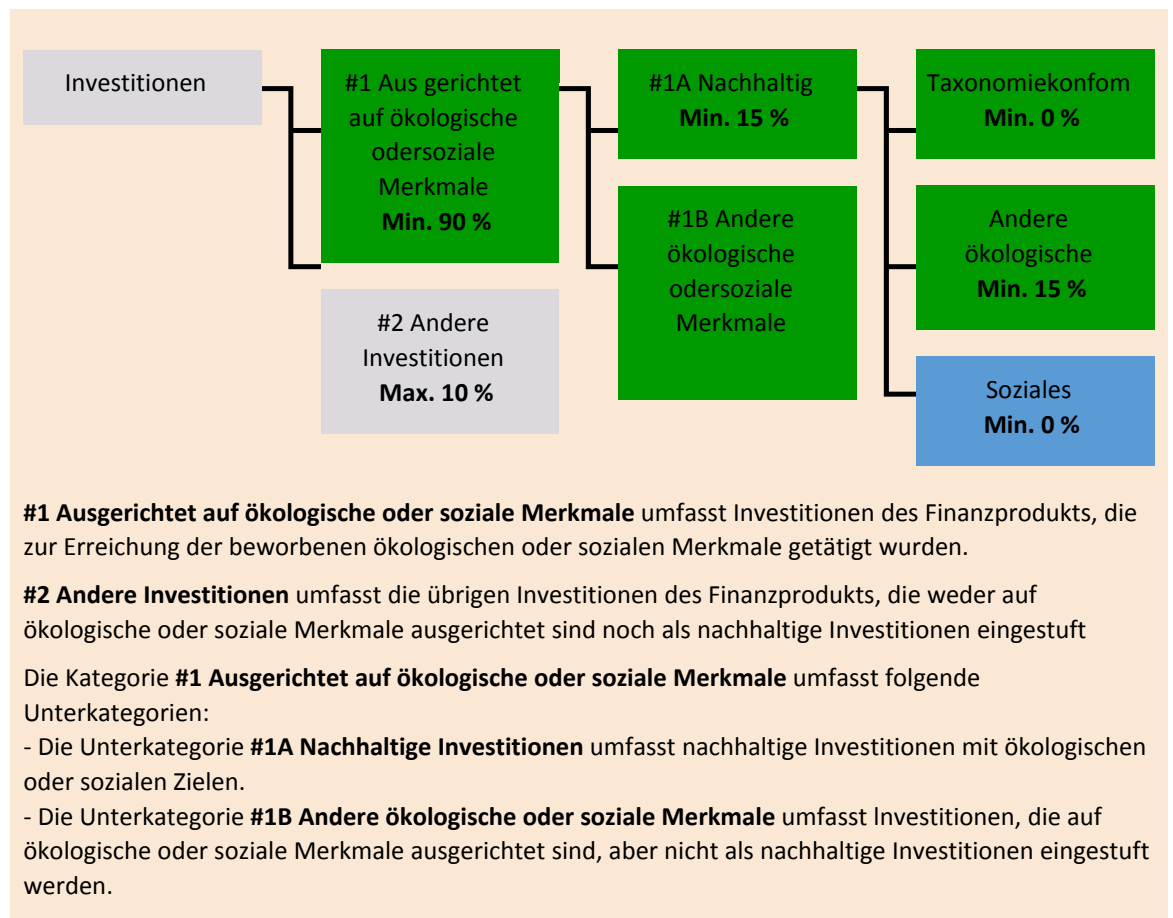 Investitionen
#1 Aus gerichtet
auf ökologische
odersoziale
Merkmale
Min. 90 %
#2 Andere
Investitionen
Max. 10 %
#1A Nachhaltig
Min. 15 %
#1B Andere
ökologische
odersoziale
Merkmale
Taxonomiekonfom
Min. 0 %
Andere
ökologische
Min. 15 %
Soziales
Min. 0 %
#1 Ausgerichtet auf ökologische oder soziale Merkmale umfasst Investitionen des Finanzprodukts, die
zur Erreichung der beworbenen ökologischen oder sozialen Merkmale getätigt wurden.
#2 Andere Investitionen umfasst die übrigen Investitionen des Finanzprodukts, die weder auf
ökologische oder soziale Merkmale ausgerichtet sind noch als nachhaltige Investitionen eingestuft
Die Kategorie #1 Ausgerichtet auf ökologische oder soziale Merkmale umfasst folgende
Unterkategorien:
- Die Unterkategorie #1A Nachhaltige Investitionen umfasst nachhaltige Investitionen mit ökologischen
oder sozialen Zielen.
- Die Unterkategorie #1B Andere ökologische oder soziale Merkmale umfasst lnvestitionen, die auf
ökologische oder soziale Merkmale ausgerichtet sind, aber nicht als nachhaltige Investitionen eingestuft
werden.